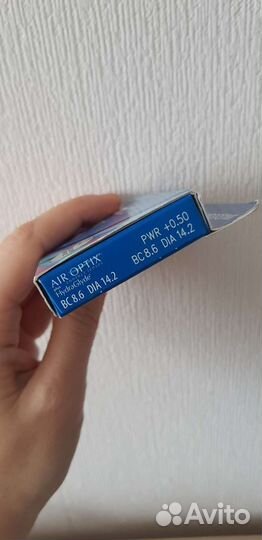 AIR OPTIX®
plus HydraGlyde®
BC 8.6 DIA 14.2
PWR +0.50
BC 8.6 DIA 14.2
Avito